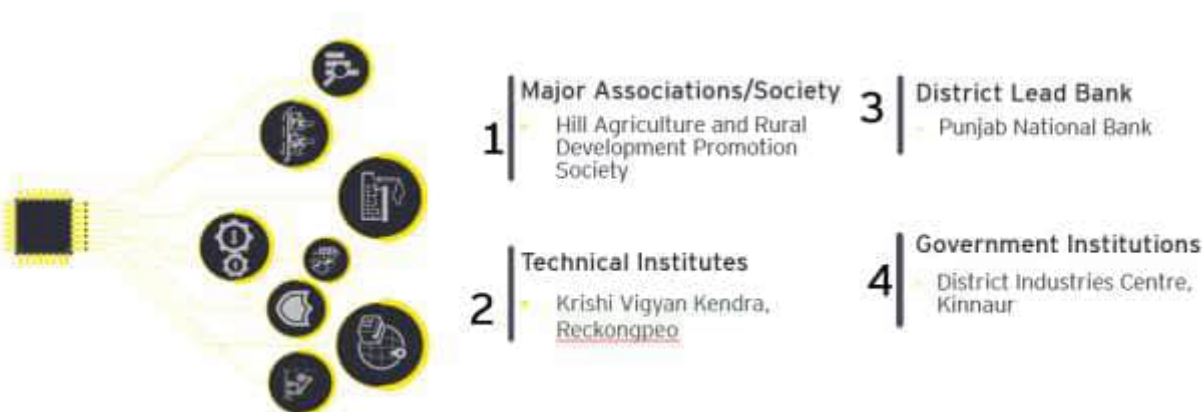 1
Major Associations/Society
Hill Agriculture and Rural
Development Promotion
Society
2
Technical Institutes
Krishi Vigyan Kendra,
Reckongpeo
3
District Lead Bank
Punjab National Bank
4
Government Institutions
District Industries Centre,
Kinnaur